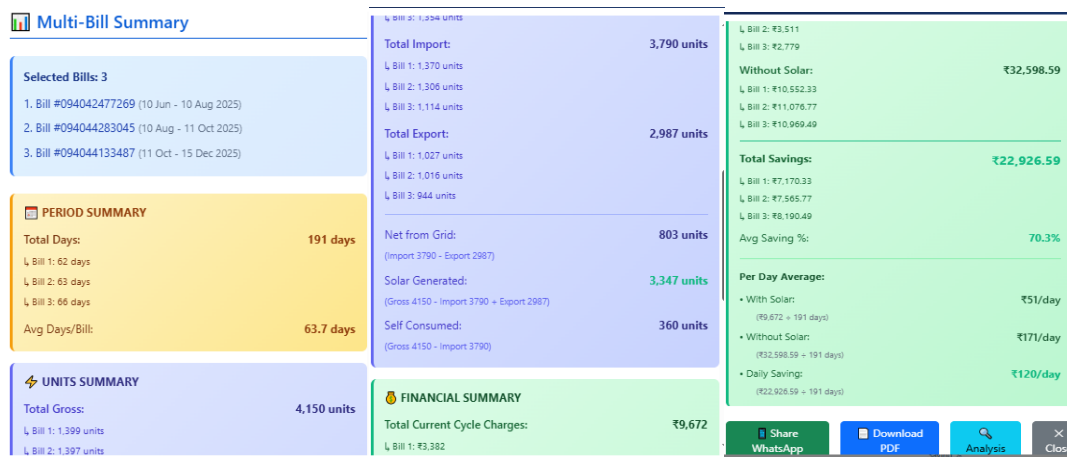 Multi-Bill Summary
Selected Bills: 3
1. Bill #094042477269 (10 Jun - 10 Aug 2025)
2. Bill #094044283045 (10 Aug - 11 Oct 2025)
3. Bill #094044133487 (11 Oct - 15 Dec 2025)
PERIOD SUMMARY
Total Days: 191 days
↳ Bill 1: 62 days
↳ Bill 2: 63 days
↳ Bill 3: 66 days
Avg Days/Bill: 63.7 days
UNITS SUMMARY
Total Gross: 4,150 units
↳ Bill 1: 1,399 units
↳ Bill 2: 1,397 units
↳ Bill 3: 1,354 units
Total Import: 3,790 units
↳ Bill 1: 1,370 units
↳ Bill 2: 1,306 units
↳ Bill 3: 1,114 units
Total Export: 2,987 units
↳ Bill 1: 1,027 units
↳ Bill 2: 1,016 units
↳ Bill 3: 944 units
Net from Grid: 803 units
(Import 3790 - Export 2987)
Solar Generated: 3,347 units
(Gross 4150 - Import 3790 + Export 2987)
Self Consumed: 360 units
(Gross 4150 - Import 3790)
FINANCIAL SUMMARY
Total Current Cycle Charges: ₹9,672
↳ Bill 1: ₹3,382
↳ Bill 2: ₹3,511
↳ Bill 3: ₹2,779
Without Solar: ₹32,598.59
↳ Bill 1: ₹10,552.33
↳ Bill 2: ₹11,076.77
↳ Bill 3: ₹10,969.49
Total Savings: ₹22,926.59
↳ Bill 1: ₹7,170.33
↳ Bill 2: ₹7,565.77
↳ Bill 3: ₹8,190.49
Avg Saving %: 70.3%
Per Day Average:
• With Solar: ₹51/day
(₹9,672 ÷ 191 days)
• Without Solar: ₹171/day
(₹32,598.59 ÷ 191 days)
• Daily Saving: ₹120/day
(₹22,926.59 ÷ 191 days)
Share WhatsApp
Download PDF
Analysis
✕ Clos